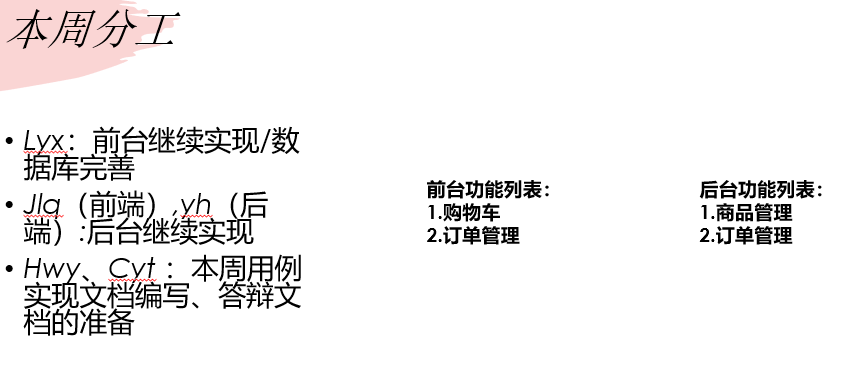 本周分工
• Lyx：前台继续实现/数
据库完善
• Jlq（前端）,yh（后
端）:后台继续实现
• Hwy、Cyt ：本周用例
实现文档编写、答辩文
档的准备
前台功能列表：
1.购物车
2.订单管理
后台功能列表：
1.商品管理
2.订单管理